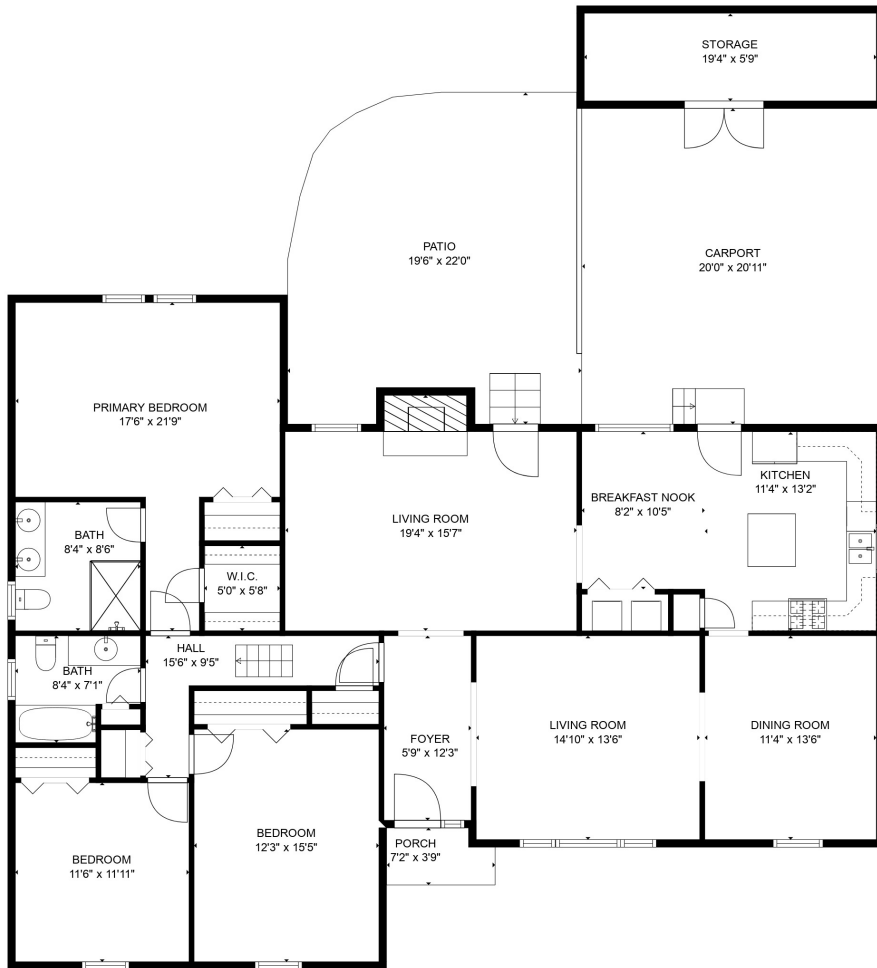 STORAGE
19'4" x 5'9"
PATIO
19'6" x 22'0"
CARPORT
20'0" x 20'11"
PRIMARY BEDROOM
17'6" x 21'9"
KITCHEN
11'4" x 13'2"
BREAKFAST NOOK
8'2" x 10'5"
LIVING ROOM
19'4" x 15'7"
BATH
8'4" x 8'6"
W.I.C.
5'0" x 5'8"
HALL
15'6" x 9'5"
BATH
8'4" x 7'1"
FOYER
5'9" x 12'3"
LIVING ROOM
14'10" x 13'6"
DINING ROOM
11'4" x 13'6"
BEDROOM
12'3" x 15'5"
PORCH
7'2" x 3'9"
BEDROOM
11'6" x 11'11"